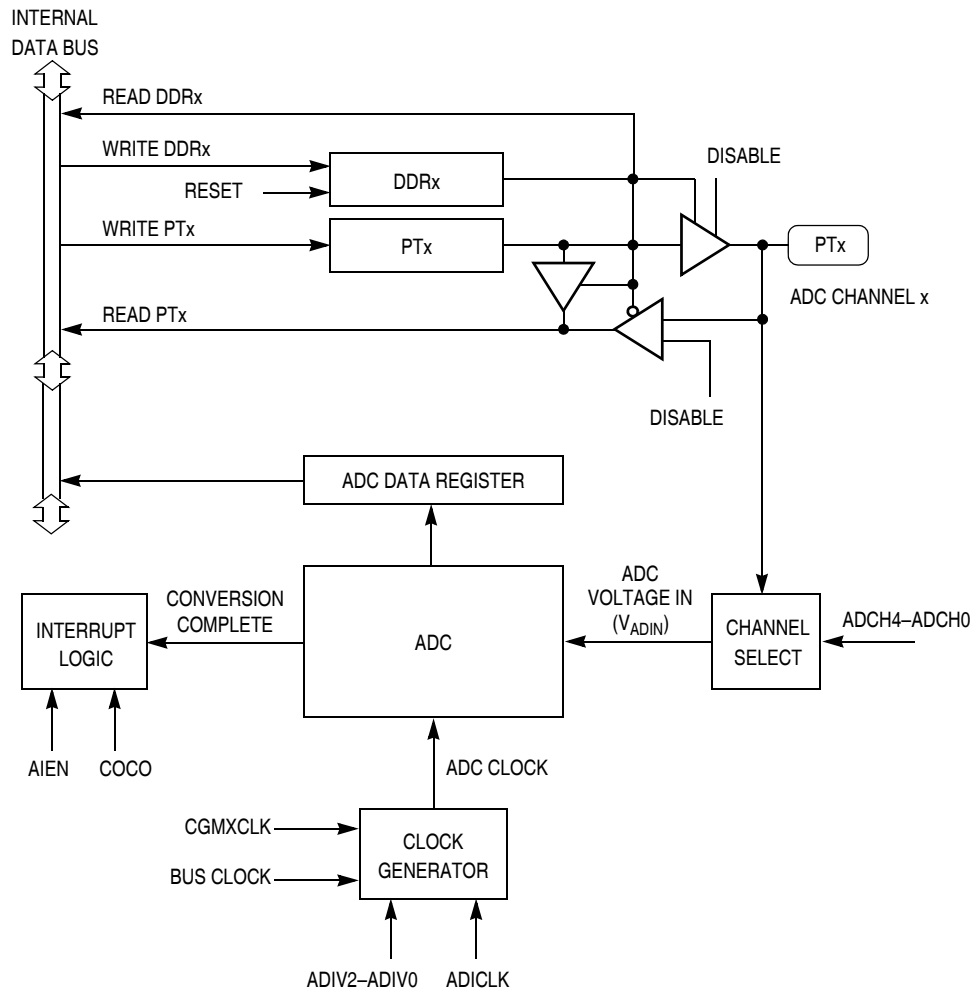 INTERNAL
DATA BUS
READ DDRx
WRITE DDRx
DISABLE
DDRx
RESET
WRITE PTx
PTx
PTx
ADC CHANNEL x
READ PTx
DISABLE
ADC DATA REGISTER
ADC
VOLTAGE IN
(VADIN)
CONVERSION
COMPLETE
INTERRUPT
LOGIC
ADC
CHANNEL
SELECT
ADCH4–ADCH0
AIEN
COCO
ADC CLOCK
CGMXCLK
CLOCK
GENERATOR
BUS CLOCK
ADIV2–ADIV0
ADICLK